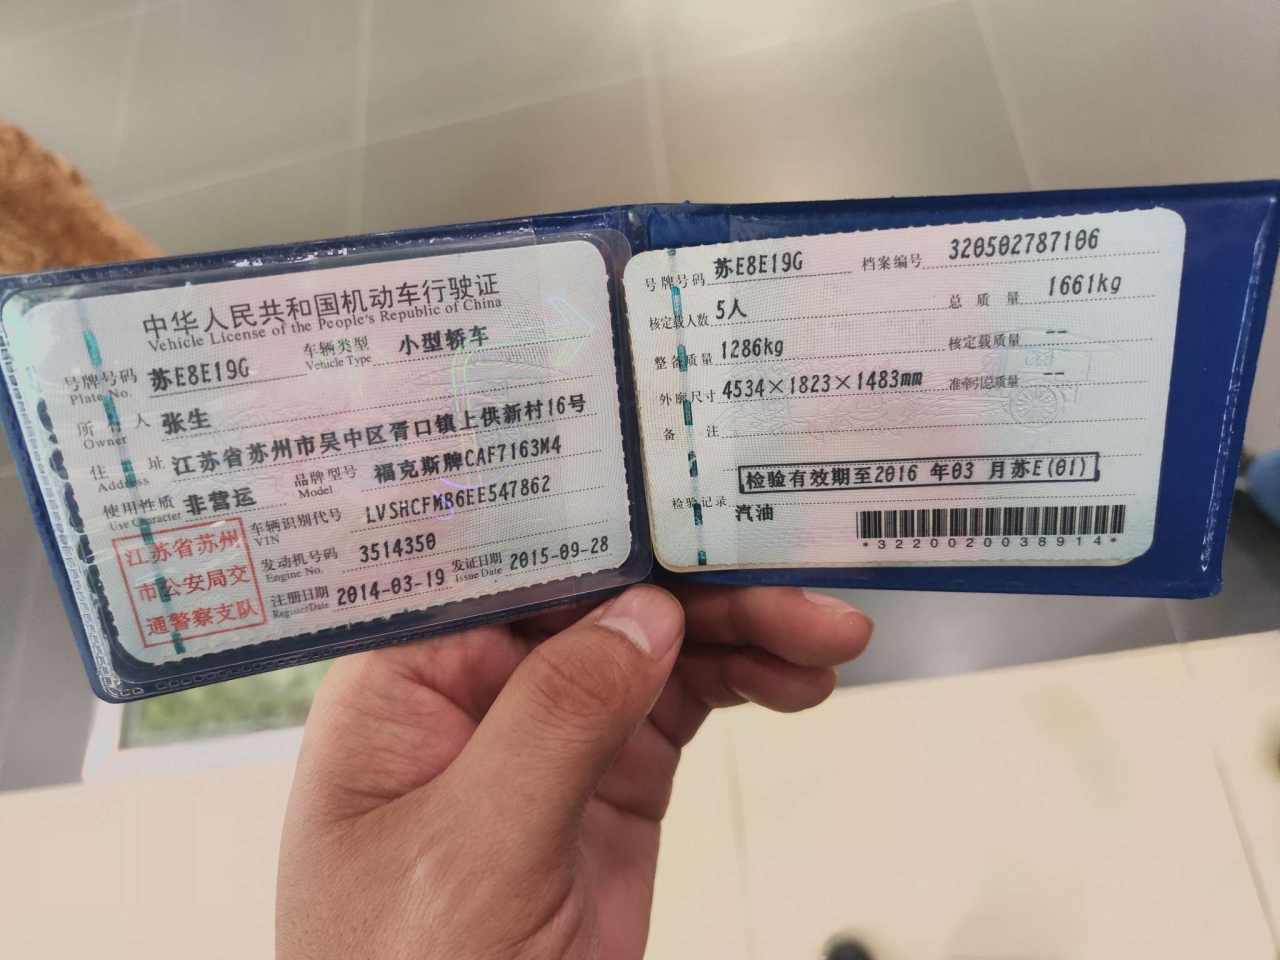 中华人民共和国机动车行驶证
Vehicle License of the People's Republic of China
号牌号码 苏E8E19G 车辆类型 小型轿车
Plate No. Vehicle Type
所有人 张生
Owner
住址 江苏省苏州市吴中区胥口镇上供新村16号
Address
使用性质 非营运 品牌型号 福克斯牌CAF7163M4
Use Character Model
江苏省苏州
市公安局交
通警察支队
车辆识别代号 LVSHCFMB6EE547862
VIN
发动机号码 3514350
Engine No.
注册日期 2014-03-19 发证日期 2015-09-28
Register Date Issue Date
号牌号码 苏E8E19G 档案编号 320502787106
核定载人数 5人 总质量 1661kg
整备质量 1286kg 核定载质量 --
外廓尺寸 4534×1823×1483mm 准牵引总质量 --
备注
检验有效期至2016 年03 月苏E(01)
检验记录
汽油
*3220020038914*